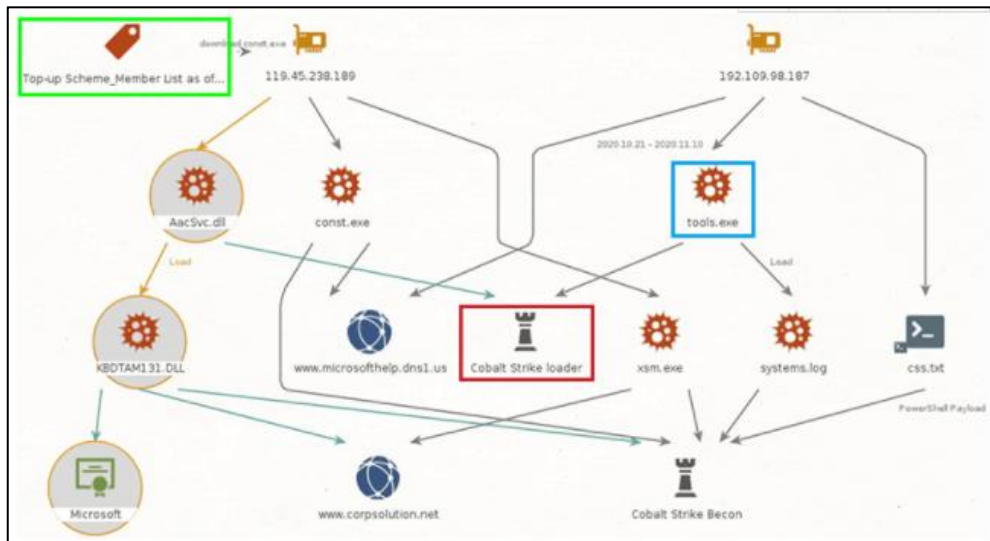 download const.exe
Top-up Scheme_Member List as of...
119.45.238.189
192.109.98.187
2020.10.21 - 2020.11.10
AacSvc.dll
const.exe
tools.exe
Load
Load
KBDTAM131.DLL
www.microsofthelp.dns1.us
Cobalt Strike loader
xsm.exe
systems.log
css.txt
PowerShell Payload
Microsoft
www.corpsolution.net
Cobalt Strike Becon